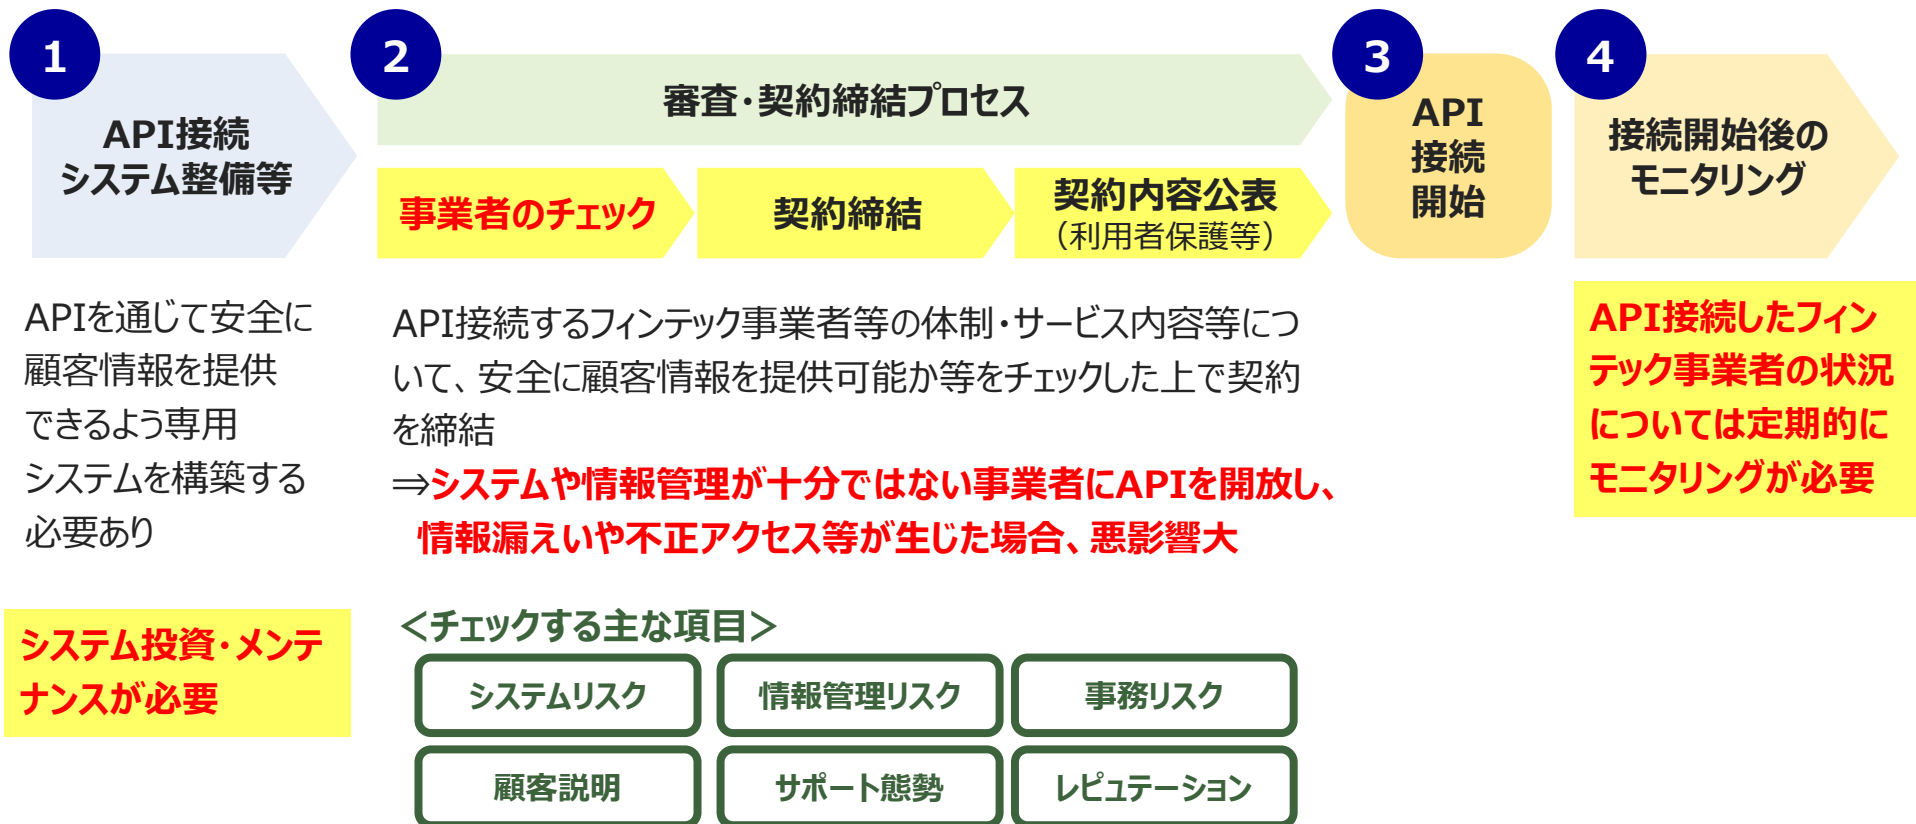 1
API接続
システム整備等
APIを通じて安全に
顧客情報を提供
できるよう専用
システムを構築する
必要あり
システム投資・メンテ
ナンスが必要
2
審査・契約締結プロセス
事業者のチェック
契約締結
契約内容公表
（利用者保護等）
API接続するフィンテック事業者等の体制・サービス内容等につ
いて、安全に顧客情報を提供可能か等をチェックした上で契約
を締結
⇒システムや情報管理が十分ではない事業者にAPIを開放し、
情報漏えいや不正アクセス等が生じた場合、悪影響大
＜チェックする主な項目＞
システムリスク
情報管理リスク
事務リスク
顧客説明
サポート態勢
レピュテーション
3
API
接続
開始
4
接続開始後の
モニタリング
API接続したフィン
テック事業者の状況
については定期的に
モニタリングが必要